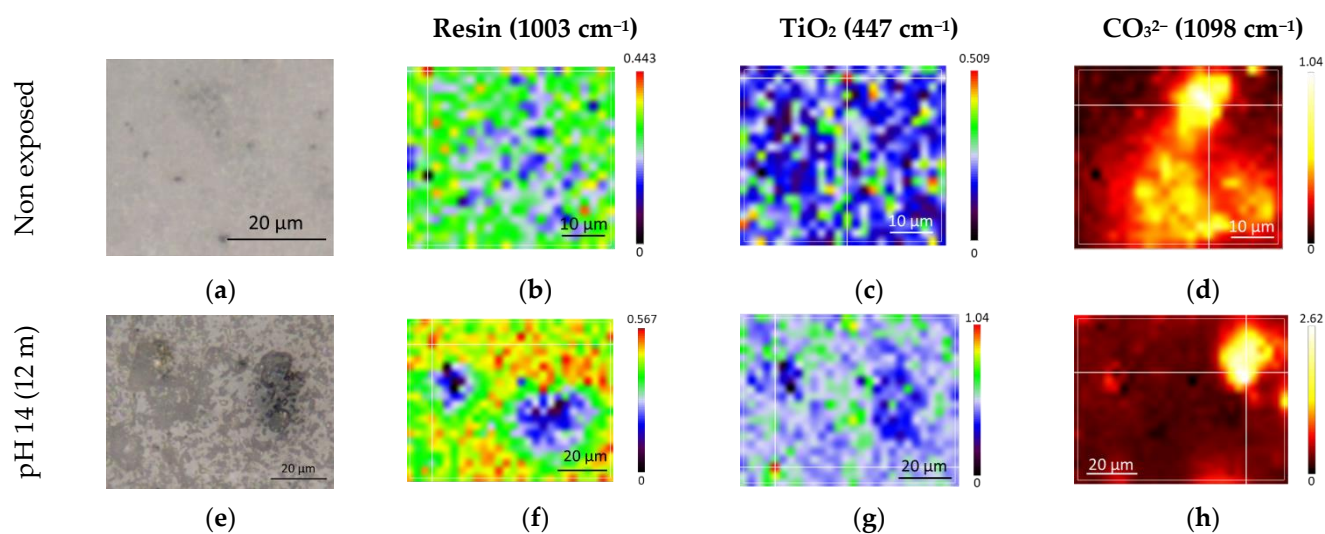 Resin (1003 cm⁻¹) TiO₂ (447 cm⁻¹) CO₃²⁻ (1098 cm⁻¹)
Non exposed
20 μm
0.443
10 μm
0
0.509
10 μm
0
1.04
10 μm
0
(a) (b) (c) (d)
pH 14 (12 m)
20 μm
0.567
20 μm
0
1.04
20 μm
0
2.62
20 μm
0
(e) (f) (g) (h)